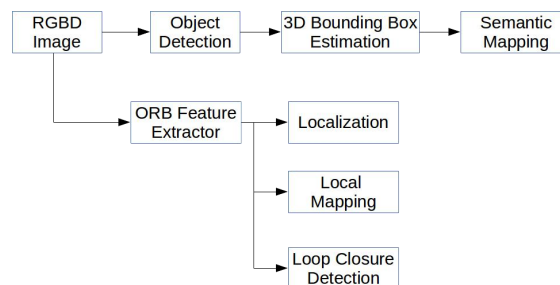 RGBD
Image
Object
Detection
3D Bounding Box
Estimation
Semantic
Mapping
ORB Feature
Extractor
Localization
Local
Mapping
Loop Closure
Detection